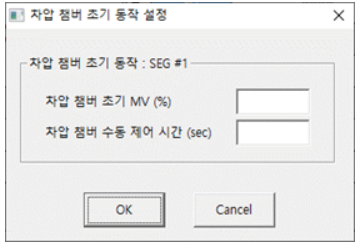 차압 챔버 초기 동작 설정
차압 챔버 초기 동작 : SEG #1
차압 챔버 초기 MV (%)
차압 챔버 수동 제어 시간 (sec)
OK Cancel